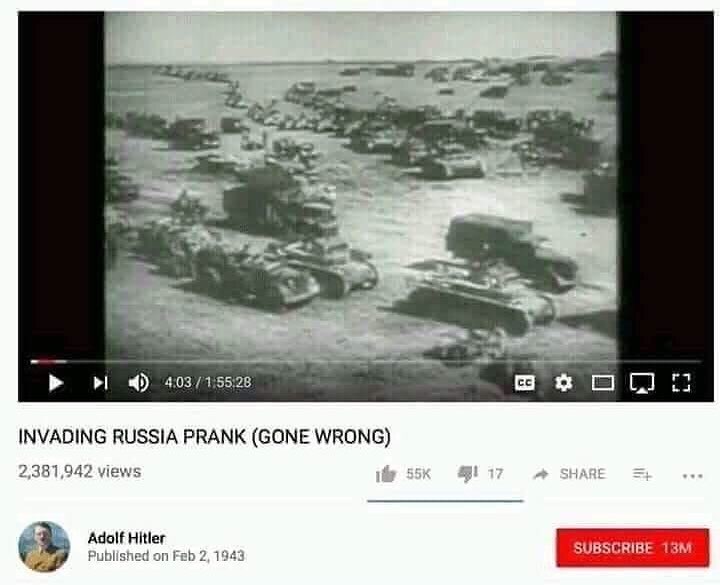 4:03 / 1:55:28
CC
INVADING RUSSIA PRANK (GONE WRONG)
2,381,942 views
55K 17 SHARE
Adolf Hitler
Published on Feb 2, 1943
SUBSCRIBE 13M